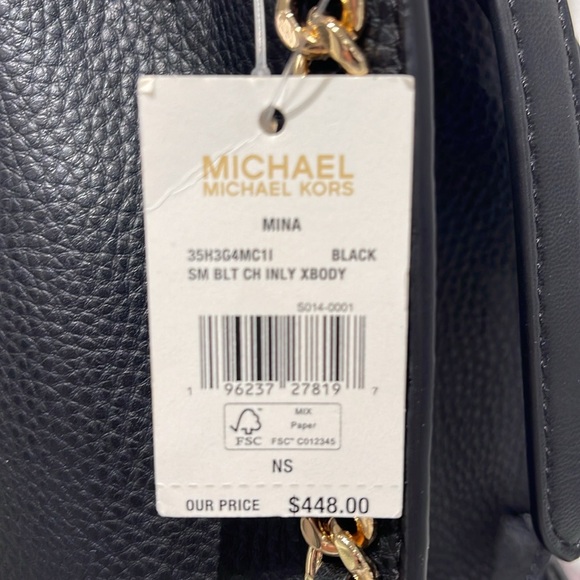 MICHAEL
MICHAEL KORS
MINA
35H3G4MC1I BLACK
SM BLT CH INLY XBODY
S014-0001
1 96237 27819 7
MIX
Paper
FSC FSC™ C012345
NS
OUR PRICE $448.00